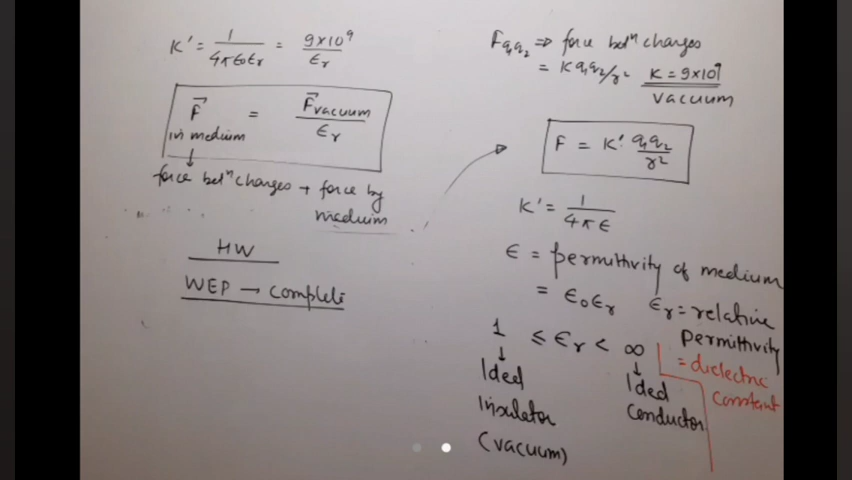 K' = 1/4πϵ₀ϵᵣ = 9×10⁹/ϵᵣ
F⃗ in medium = F⃗vacuum/ϵᵣ
↓
force betⁿ charges + force by
meduim
HW
WEP → complete
Fq₁q₂ ⇒ force betⁿ charges
= Kq₁q₂/r² K = 9×10⁹
vacuum
F = K' q₁q₂/r²
K' = 1/4πϵ
ϵ = permittivity of medium
= ϵ₀ϵᵣ ϵᵣ = relative
permittivity
= dielectric
constant
1 ≤ ϵᵣ < ∞
↓ ↓
Ideal
Insulator
(vacuum)
Ideal
Conductor